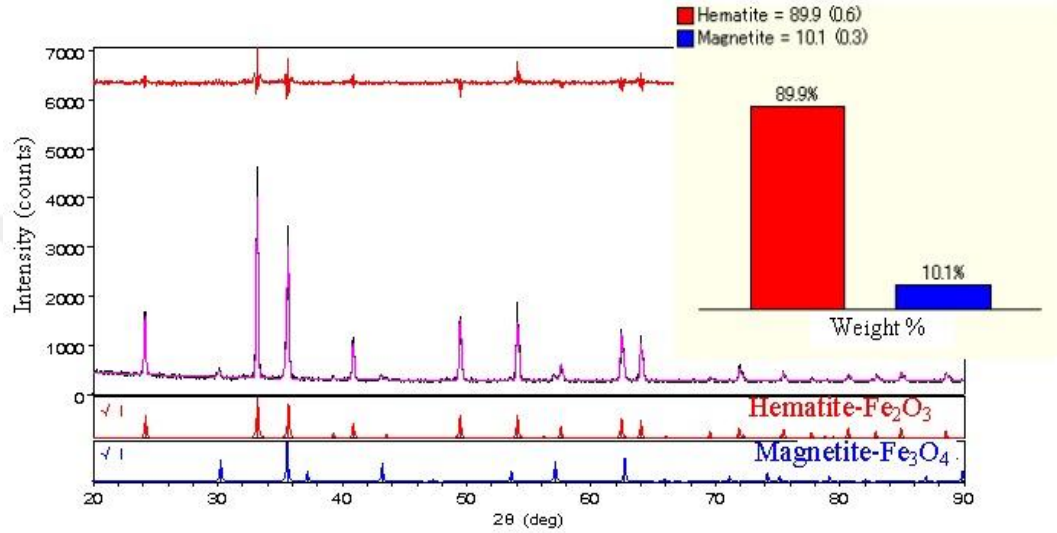 Hematite = 89.9 (0.6)
Magnetite = 10.1 (0.3)
89.9%
10.1%
Weight %
Intensity (counts)
7000
6000
5000
4000
3000
2000
1000
0
√ I
Hematite-Fe₂O₃
√ I
Magnetite-Fe₃O₄
20 30 40 50 60 70 80 90
2θ (deg)